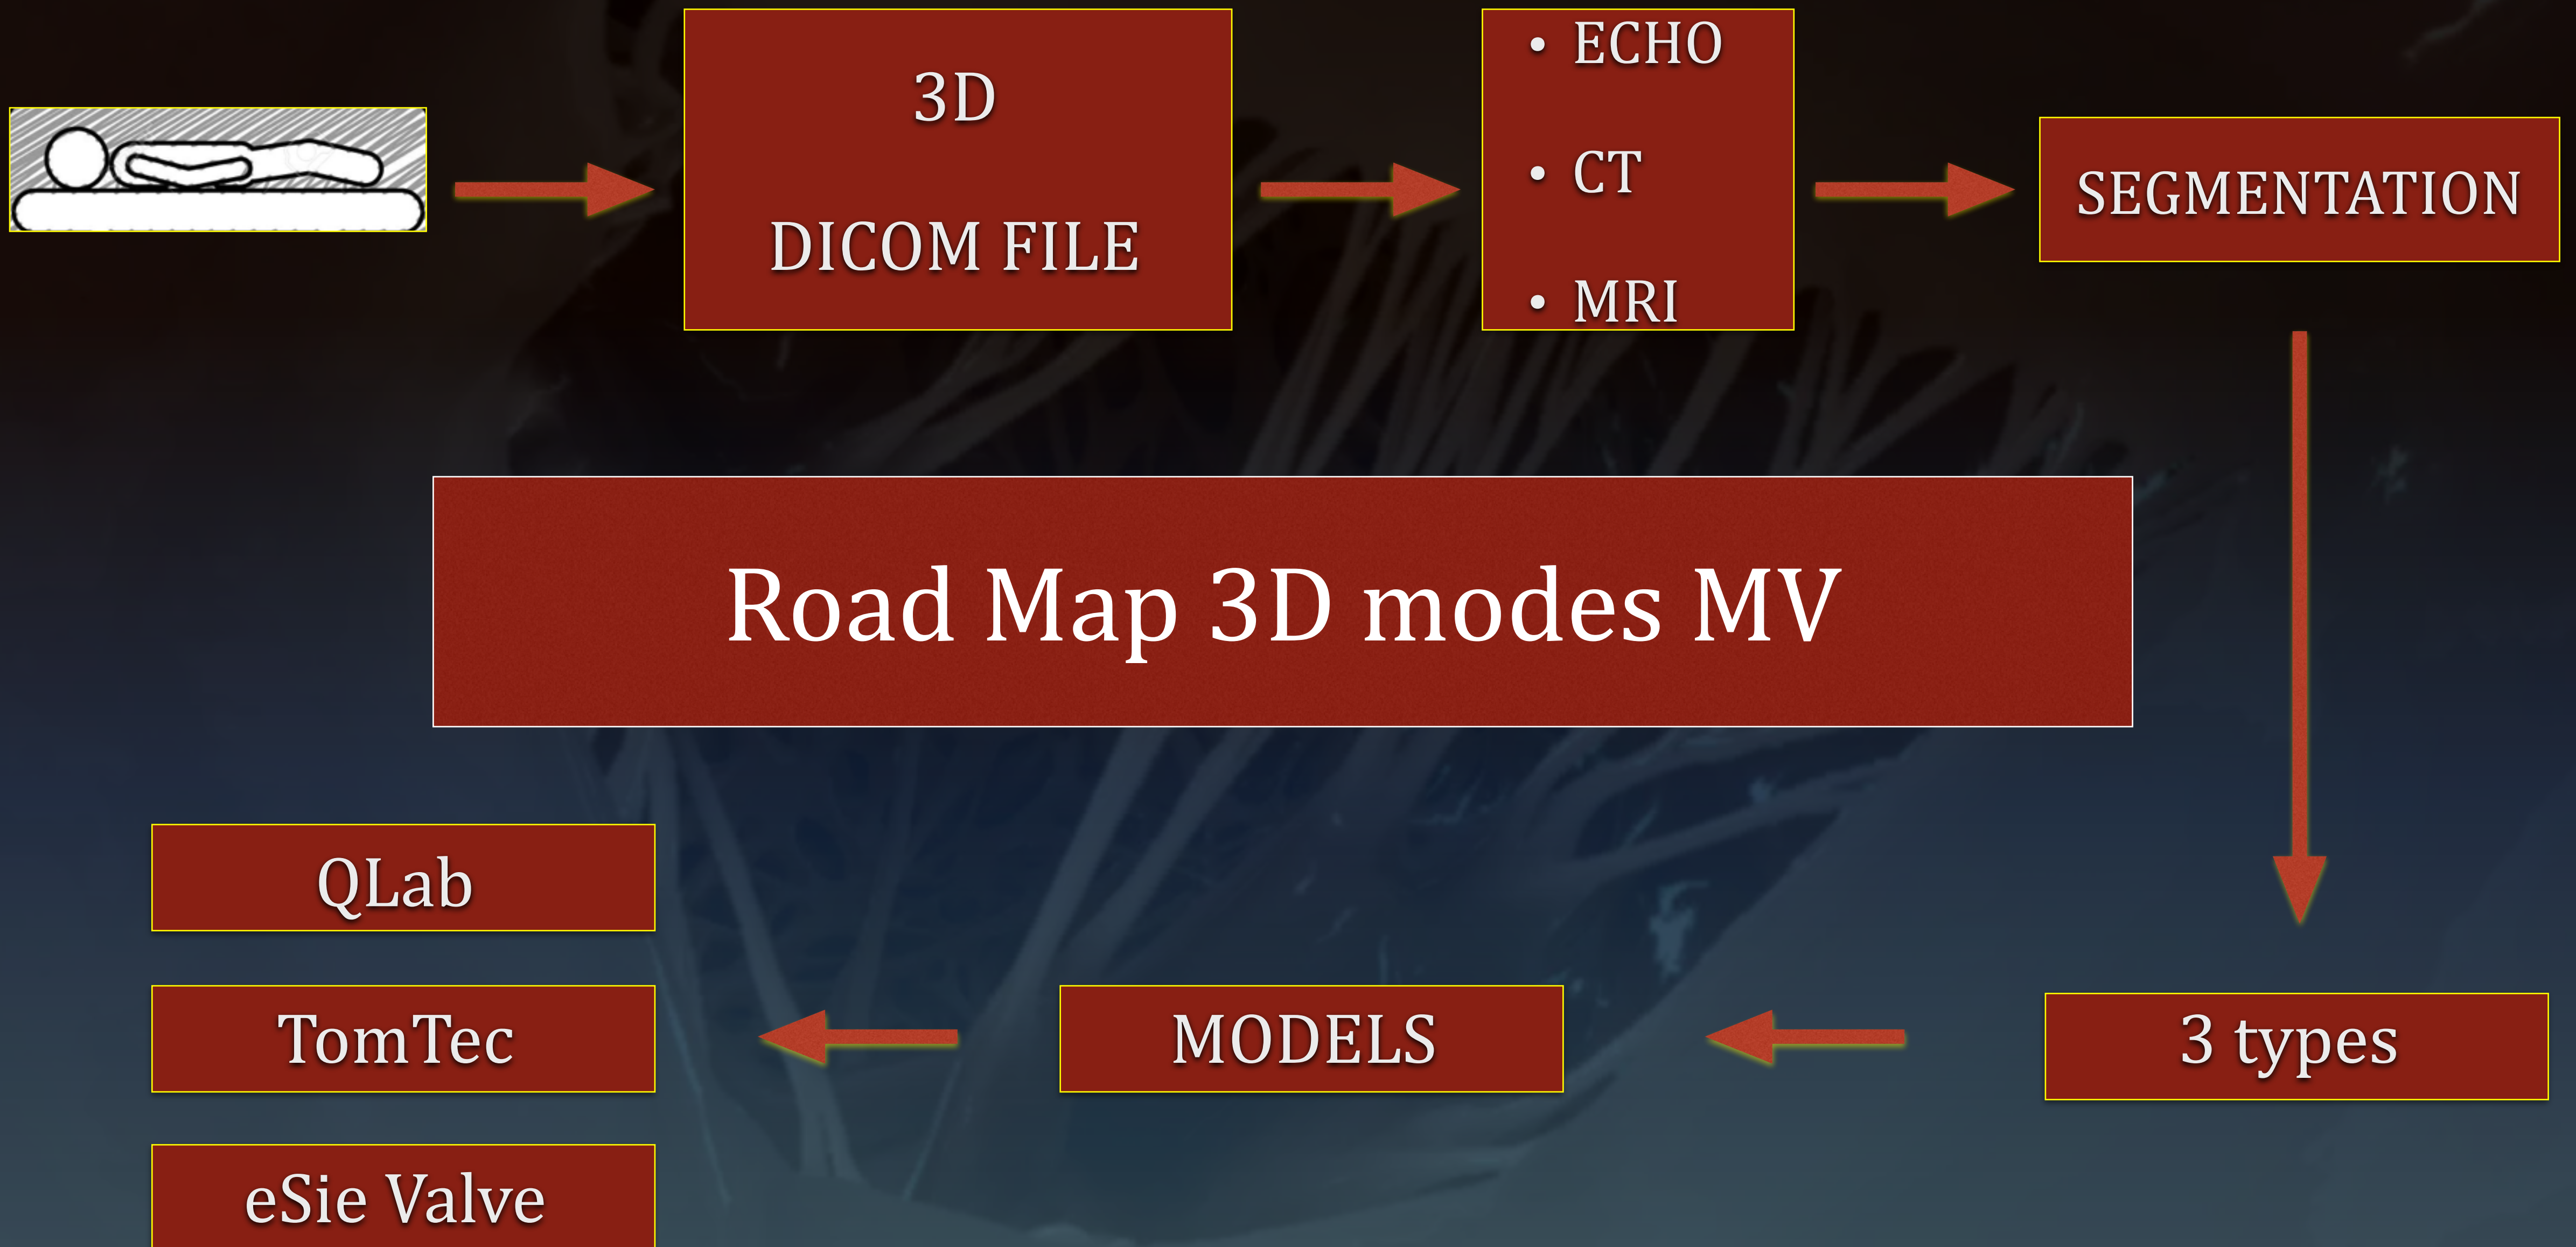 3D
DICOM FILE
• ECHO
• CT
• MRI
SEGMENTATION
Road Map 3D modes MV
QLab
TomTec
MODELS
3 types
eSie Valve